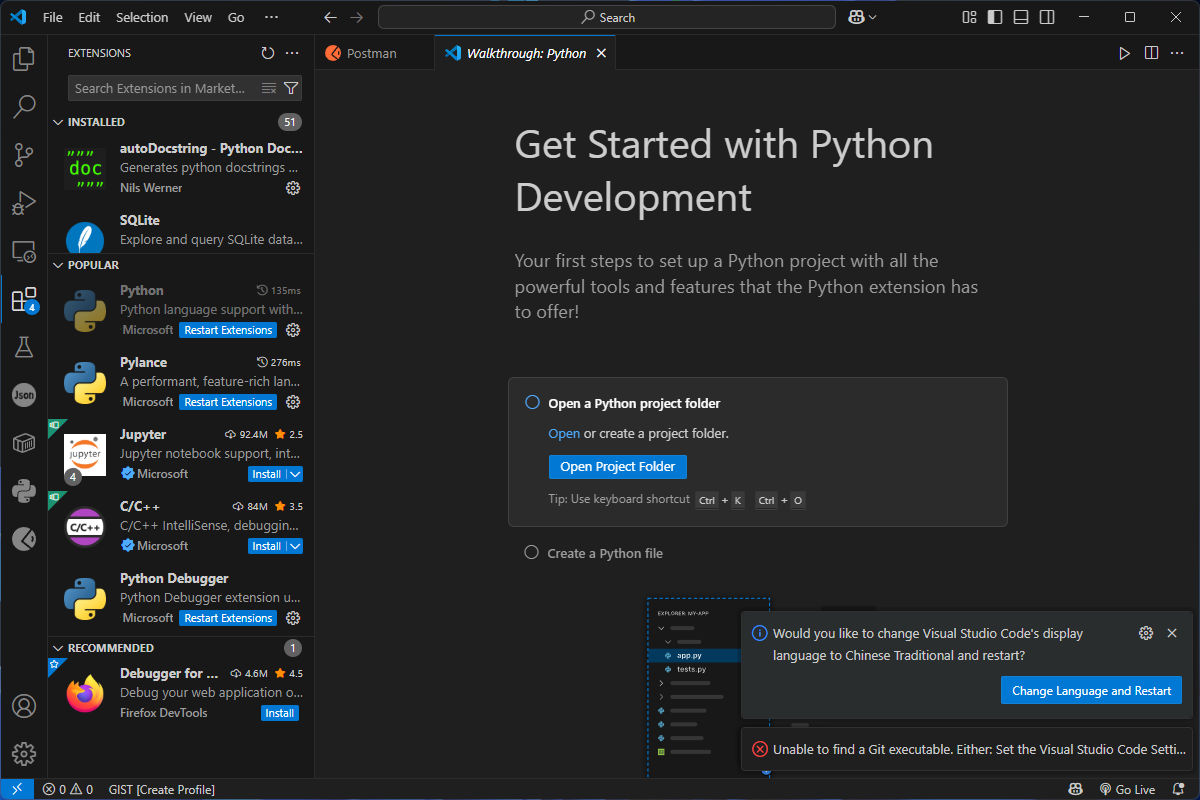 File Edit Selection View Go ···
Search
EXTENSIONS
Search Extensions in Market...
INSTALLED 51
autoDocstring - Python Doc...
Generates python docstrings ...
Nils Werner
""" doc """
SQLite
Explore and query SQLite data...
POPULAR
Python 135ms
Python language support with...
Microsoft Restart Extensions
Pylance 276ms
A performant, feature-rich lan...
Microsoft Restart Extensions
Jupyter 92.4M 2.5
Jupyter notebook support, int...
Microsoft Install
jupyter
4
C/C++ 84M 3.5
C/C++ IntelliSense, debuggin...
Microsoft Install
C/C++
Python Debugger
Python Debugger extension u...
Microsoft Restart Extensions
RECOMMENDED 1
Debugger for ... 4.6M 4.5
Debug your web application o...
Firefox DevTools Install
4
Json
Postman
Walkthrough: Python
Get Started with Python
Development
Your first steps to set up a Python project with all the
powerful tools and features that the Python extension has
to offer!
Open a Python project folder
Open or create a project folder.
Open Project Folder
Tip: Use keyboard shortcut Ctrl + K Ctrl + O
Create a Python file
EXPLORER: MY-APP
app.py
tests.py
Would you like to change Visual Studio Code's display
language to Chinese Traditional and restart?
Change Language and Restart
Unable to find a Git executable. Either: Set the Visual Studio Code Setti...
0 0 GIST [Create Profile]
Go Live